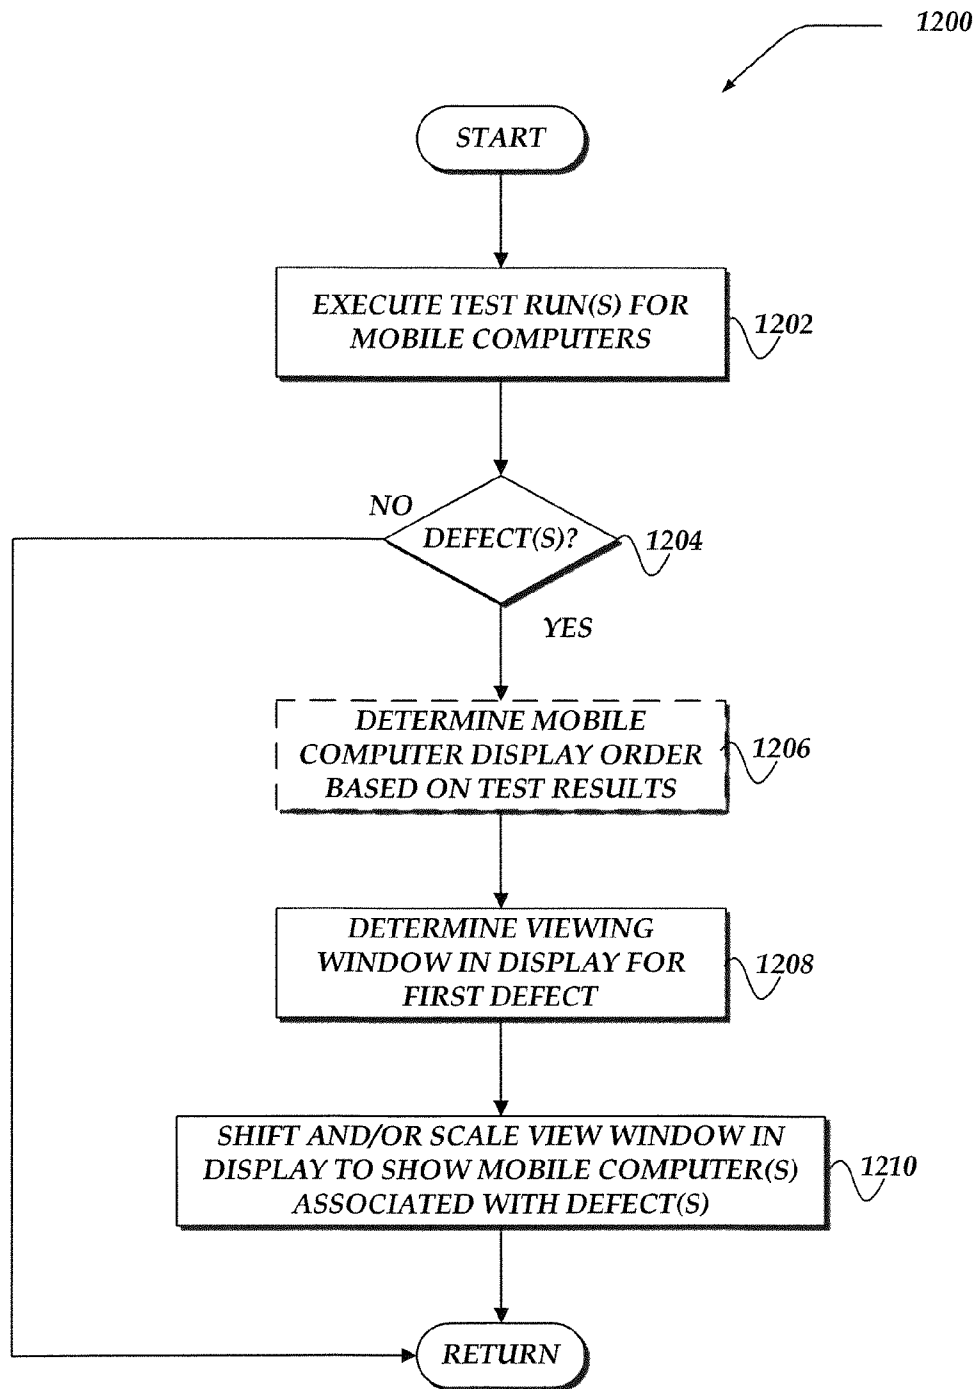 1200
START
EXECUTE TEST RUN(S) FOR
MOBILE COMPUTERS
1202
NO
DEFECT(S)?
1204
YES
DETERMINE MOBILE
COMPUTER DISPLAY ORDER
BASED ON TEST RESULTS
1206
DETERMINE VIEWING
WINDOW IN DISPLAY FOR
FIRST DEFECT
1208
SHIFT AND/OR SCALE VIEW WINDOW IN
DISPLAY TO SHOW MOBILE COMPUTER(S)
ASSOCIATED WITH DEFECT(S)
1210
RETURN